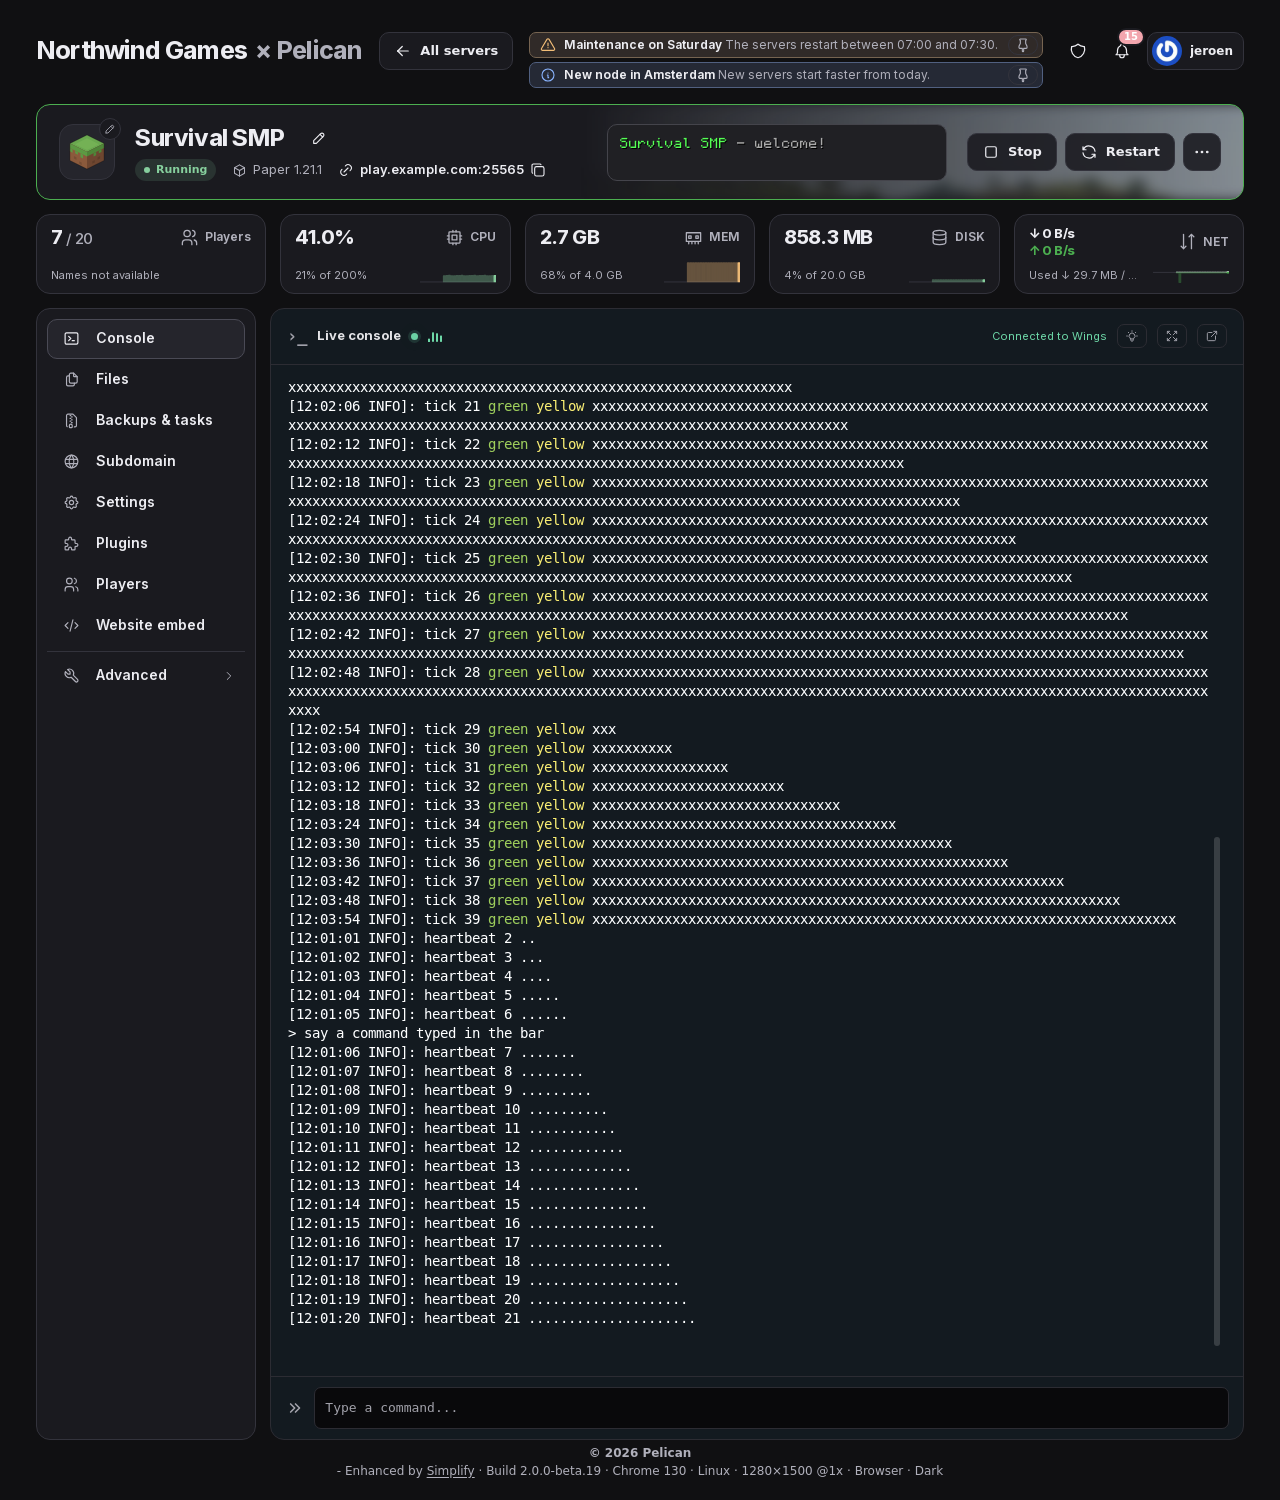 Northwind Games × Pelican
All servers
Maintenance on Saturday The servers restart between 07:00 and 07:30.
New node in Amsterdam New servers start faster from today.
15
jeroen
Survival SMP
Running
Paper 1.21.1
play.example.com:25565
Survival SMP - welcome!
Stop
Restart
7 / 20
Players
Names not available
41.0%
CPU
21% of 200%
2.7 GB
MEM
68% of 4.0 GB
858.3 MB
DISK
4% of 20.0 GB
↓ 0 B/s
↑ 0 B/s
NET
Used ↓ 29.7 MB / ...
Console
Files
Backups & tasks
Subdomain
Settings
Plugins
Players
Website embed
Advanced
Live console
Connected to Wings
xxxxxxxxxxxxxxxxxxxxxxxxxxxxxxxxxxxxxxxxxxxxxxxxxxxxxxxxxxxxxxx
[12:02:06 INFO]: tick 21 green yellow xxxxxxxxxxxxxxxxxxxxxxxxxxxxxxxxxxxxxxxxxxxxxxxxxxxxxxxxxxxxxxxxxxxxxxxxxxxxx
xxxxxxxxxxxxxxxxxxxxxxxxxxxxxxxxxxxxxxxxxxxxxxxxxxxxxxxxxxxxxxxxxxxxxx
[12:02:12 INFO]: tick 22 green yellow xxxxxxxxxxxxxxxxxxxxxxxxxxxxxxxxxxxxxxxxxxxxxxxxxxxxxxxxxxxxxxxxxxxxxxxxxxxxx
xxxxxxxxxxxxxxxxxxxxxxxxxxxxxxxxxxxxxxxxxxxxxxxxxxxxxxxxxxxxxxxxxxxxxxxxxxxxx
[12:02:18 INFO]: tick 23 green yellow xxxxxxxxxxxxxxxxxxxxxxxxxxxxxxxxxxxxxxxxxxxxxxxxxxxxxxxxxxxxxxxxxxxxxxxxxxxxx
xxxxxxxxxxxxxxxxxxxxxxxxxxxxxxxxxxxxxxxxxxxxxxxxxxxxxxxxxxxxxxxxxxxxxxxxxxxxxxxxxxxx
[12:02:24 INFO]: tick 24 green yellow xxxxxxxxxxxxxxxxxxxxxxxxxxxxxxxxxxxxxxxxxxxxxxxxxxxxxxxxxxxxxxxxxxxxxxxxxxxxx
xxxxxxxxxxxxxxxxxxxxxxxxxxxxxxxxxxxxxxxxxxxxxxxxxxxxxxxxxxxxxxxxxxxxxxxxxxxxxxxxxxxxxxxxxxx
[12:02:30 INFO]: tick 25 green yellow xxxxxxxxxxxxxxxxxxxxxxxxxxxxxxxxxxxxxxxxxxxxxxxxxxxxxxxxxxxxxxxxxxxxxxxxxxxxx
xxxxxxxxxxxxxxxxxxxxxxxxxxxxxxxxxxxxxxxxxxxxxxxxxxxxxxxxxxxxxxxxxxxxxxxxxxxxxxxxxxxxxxxxxxxxxxxxxx
[12:02:36 INFO]: tick 26 green yellow xxxxxxxxxxxxxxxxxxxxxxxxxxxxxxxxxxxxxxxxxxxxxxxxxxxxxxxxxxxxxxxxxxxxxxxxxxxxx
xxxxxxxxxxxxxxxxxxxxxxxxxxxxxxxxxxxxxxxxxxxxxxxxxxxxxxxxxxxxxxxxxxxxxxxxxxxxxxxxxxxxxxxxxxxxxxxxxxxxxxxxx
[12:02:42 INFO]: tick 27 green yellow xxxxxxxxxxxxxxxxxxxxxxxxxxxxxxxxxxxxxxxxxxxxxxxxxxxxxxxxxxxxxxxxxxxxxxxxxxxxx
xxxxxxxxxxxxxxxxxxxxxxxxxxxxxxxxxxxxxxxxxxxxxxxxxxxxxxxxxxxxxxxxxxxxxxxxxxxxxxxxxxxxxxxxxxxxxxxxxxxxxxxxxxxxxxxx
[12:02:48 INFO]: tick 28 green yellow xxxxxxxxxxxxxxxxxxxxxxxxxxxxxxxxxxxxxxxxxxxxxxxxxxxxxxxxxxxxxxxxxxxxxxxxxxxxx
xxxxxxxxxxxxxxxxxxxxxxxxxxxxxxxxxxxxxxxxxxxxxxxxxxxxxxxxxxxxxxxxxxxxxxxxxxxxxxxxxxxxxxxxxxxxxxxxxxxxxxxxxxxxxxxxxxx
xxxx
[12:02:54 INFO]: tick 29 green yellow xxx
[12:03:00 INFO]: tick 30 green yellow xxxxxxxxxx
[12:03:06 INFO]: tick 31 green yellow xxxxxxxxxxxxxxxxx
[12:03:12 INFO]: tick 32 green yellow xxxxxxxxxxxxxxxxxxxxxxxx
[12:03:18 INFO]: tick 33 green yellow xxxxxxxxxxxxxxxxxxxxxxxxxxxxxxx
[12:03:24 INFO]: tick 34 green yellow xxxxxxxxxxxxxxxxxxxxxxxxxxxxxxxxxxxxxx
[12:03:30 INFO]: tick 35 green yellow xxxxxxxxxxxxxxxxxxxxxxxxxxxxxxxxxxxxxxxxxxxxx
[12:03:36 INFO]: tick 36 green yellow xxxxxxxxxxxxxxxxxxxxxxxxxxxxxxxxxxxxxxxxxxxxxxxxxxxx
[12:03:42 INFO]: tick 37 green yellow xxxxxxxxxxxxxxxxxxxxxxxxxxxxxxxxxxxxxxxxxxxxxxxxxxxxxxxxxxx
[12:03:48 INFO]: tick 38 green yellow xxxxxxxxxxxxxxxxxxxxxxxxxxxxxxxxxxxxxxxxxxxxxxxxxxxxxxxxxxxxxxxxxx
[12:03:54 INFO]: tick 39 green yellow xxxxxxxxxxxxxxxxxxxxxxxxxxxxxxxxxxxxxxxxxxxxxxxxxxxxxxxxxxxxxxxxxxxxxxxxx
[12:01:01 INFO]: heartbeat 2 ..
[12:01:02 INFO]: heartbeat 3 ...
[12:01:03 INFO]: heartbeat 4 ....
[12:01:04 INFO]: heartbeat 5 .....
[12:01:05 INFO]: heartbeat 6 ......
> say a command typed in the bar
[12:01:06 INFO]: heartbeat 7 .......
[12:01:07 INFO]: heartbeat 8 ........
[12:01:08 INFO]: heartbeat 9 .........
[12:01:09 INFO]: heartbeat 10 ..........
[12:01:10 INFO]: heartbeat 11 ...........
[12:01:11 INFO]: heartbeat 12 ............
[12:01:12 INFO]: heartbeat 13 .............
[12:01:13 INFO]: heartbeat 14 ..............
[12:01:14 INFO]: heartbeat 15 ...............
[12:01:15 INFO]: heartbeat 16 ................
[12:01:16 INFO]: heartbeat 17 .................
[12:01:17 INFO]: heartbeat 18 ..................
[12:01:18 INFO]: heartbeat 19 ...................
[12:01:19 INFO]: heartbeat 20 ....................
[12:01:20 INFO]: heartbeat 21 .....................
Type a command...
© 2026 Pelican
- Enhanced by Simplify · Build 2.0.0-beta.19 · Chrome 130 · Linux · 1280×1500 @1x · Browser · Dark